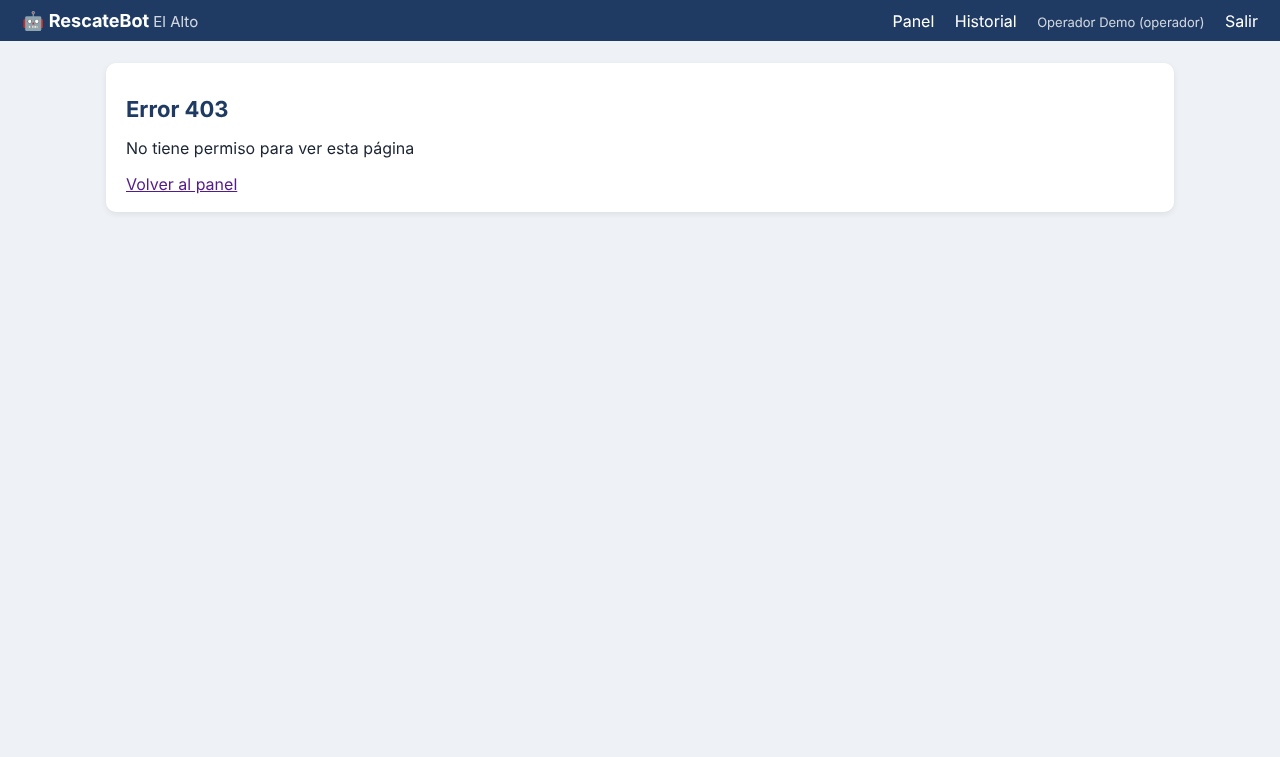 🤖 RescateBot El Alto Panel Historial Operador Demo (operador) Salir
Error 403
No tiene permiso para ver esta página
Volver al panel